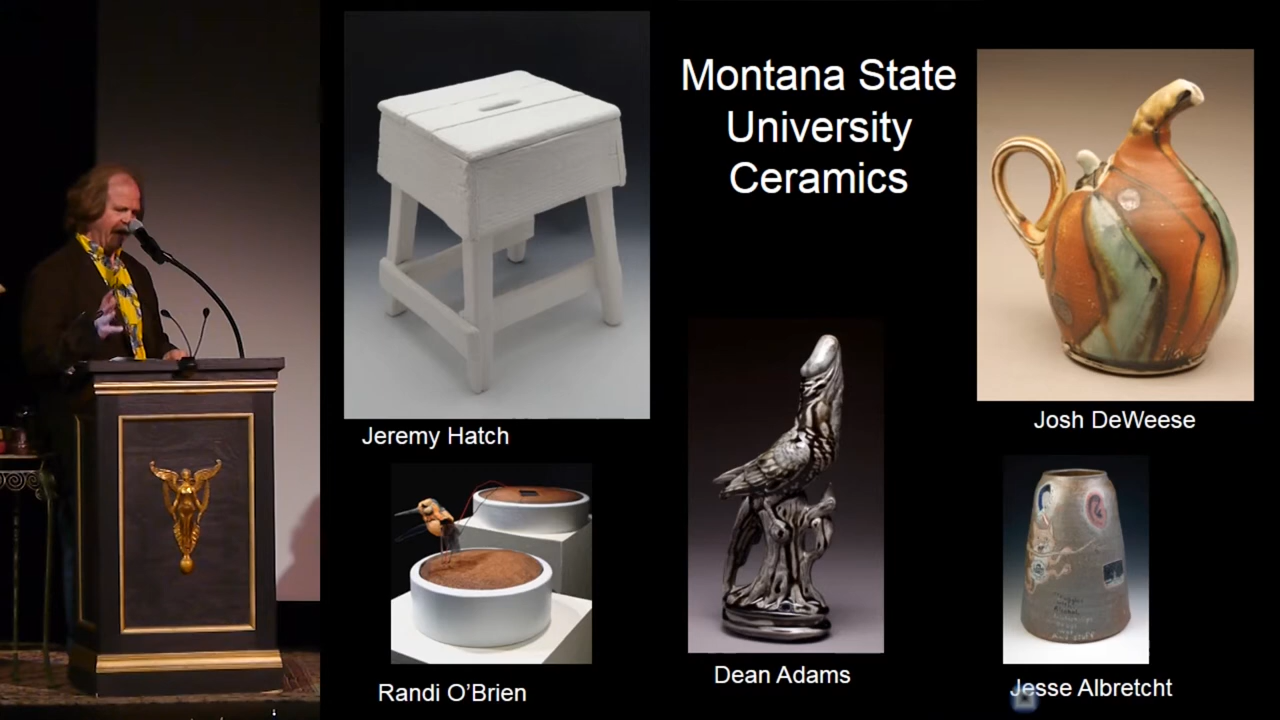 Montana State
University
Ceramics
Jeremy Hatch
Josh DeWeese
Randi O'Brien
Dean Adams
Jesse Albretcht